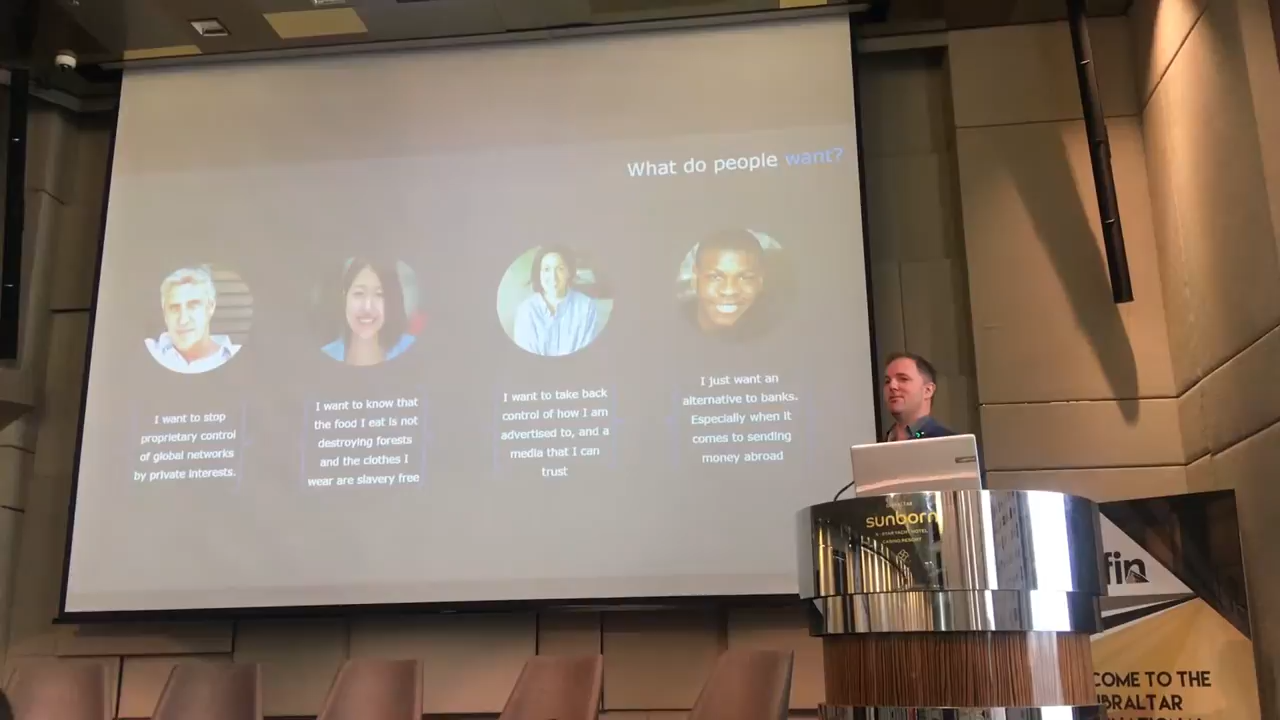 What do people want?
I want to stop
proprietary control
of global networks
by private interests.
I want to know that
the food I eat is not
destroying forests
and the clothes I
wear are slavery free
I want to take back
control of how I am
advertised to, and a
media that I can
trust
I just want an
alternative to banks.
Especially when it
comes to sending
money abroad
sunborn
fin
COME TO THE
IBRALTAR